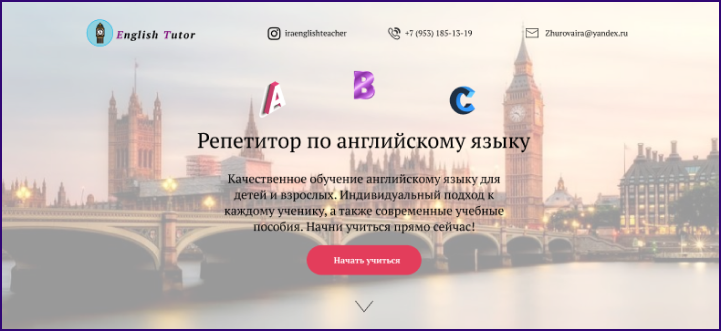 English Tutor
iraenglishteacher
+7 (953) 185-13-19
Zhurovaira@yandex.ru
A B C
Репетитор по английскому языку
Качественное обучение английскому языку для
детей и взрослых. Индивидуальный подход к
каждому ученику, а также современные учебные
пособия. Начни учиться прямо сейчас!
Начать учиться